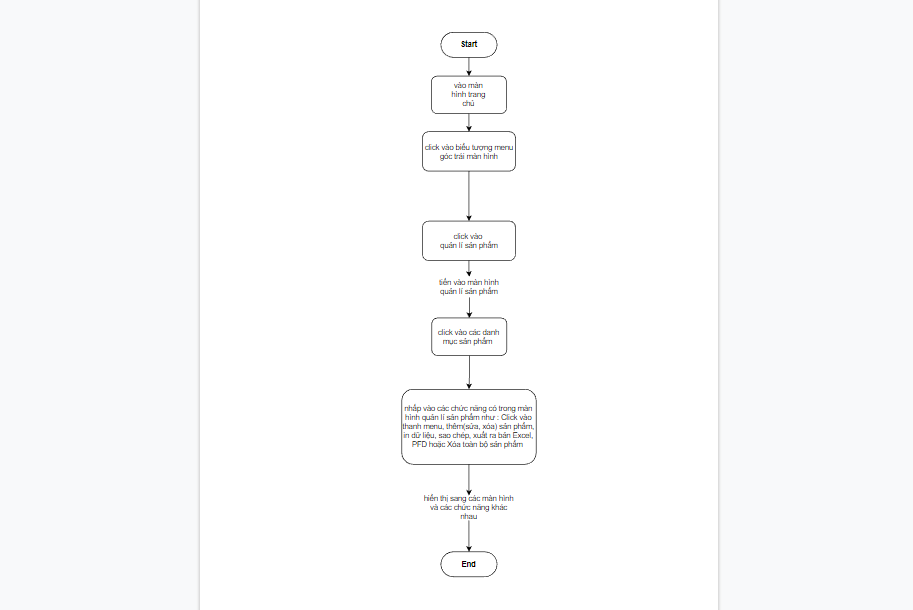 Start
vào màn
hình trang
chủ
click vào biểu tượng menu
góc trái màn hình
click vào
quản lí sản phẩm
tiến vào màn hình
quản lí sản phẩm
click vào các danh
mục sản phẩm
nhấp vào các chức năng có trong màn
hình quản lí sản phẩm như : Click vào
thanh menu, thêm(sửa, xóa) sản phẩm,
in dữ liệu, sao chép, xuất ra bản Excel,
PFD hoặc Xóa toàn bộ sản phẩm
hiển thị sang các màn hình
và các chức năng khác
nhau
End